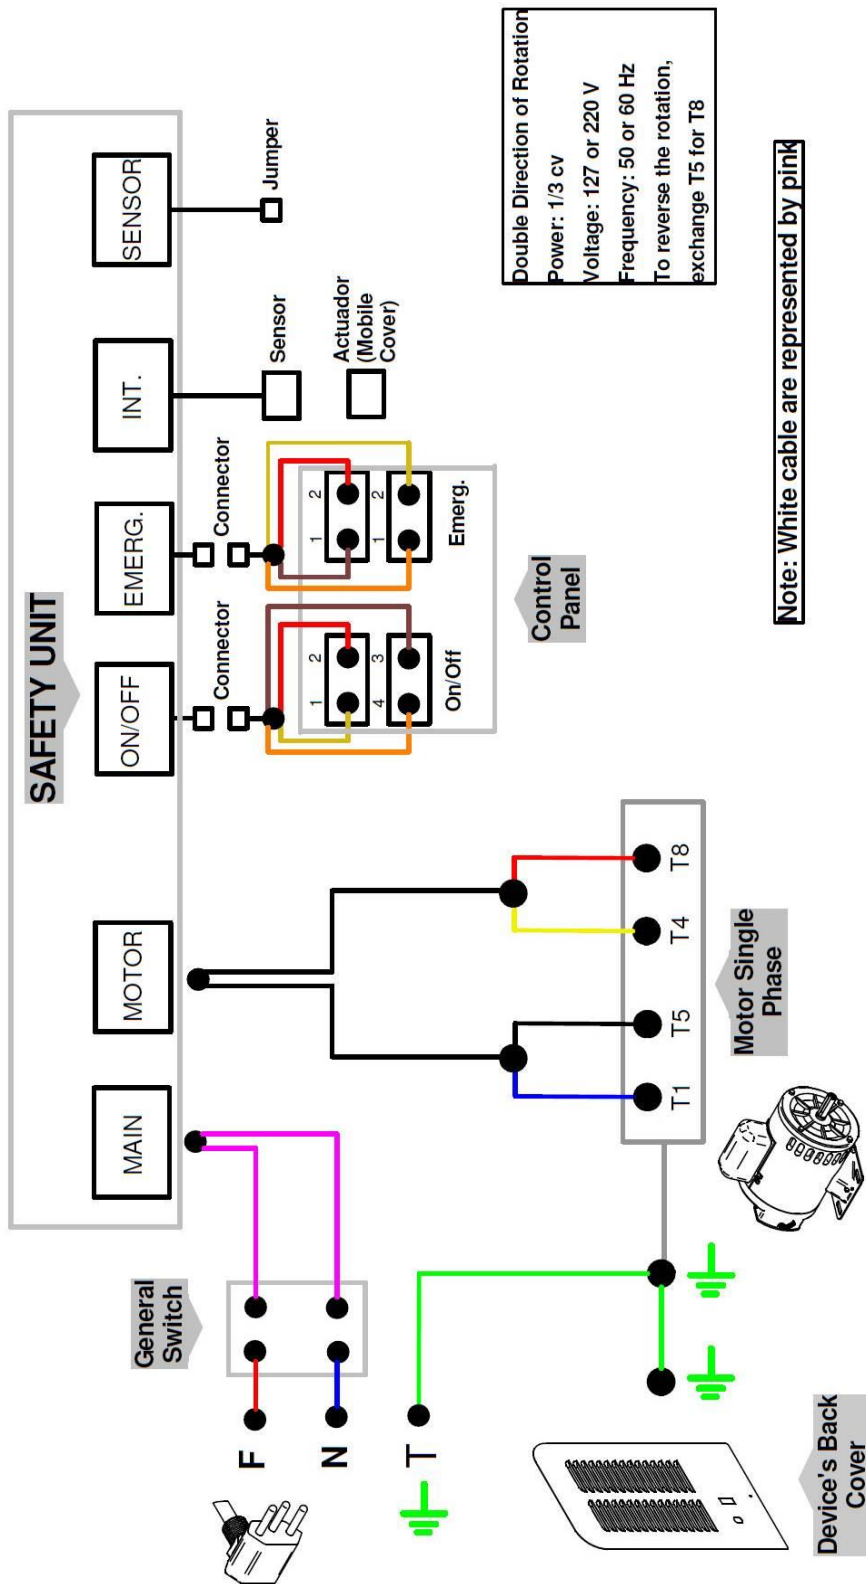 SAFETY UNIT
MAIN
MOTOR
ON/OFF
EMERG.
INT.
SENSOR
General
Switch
Connector
Connector
Sensor
Jumper
Actuador
(Mobile
Cover)
F
N
T
1
2
4
3
On/Off
1
2
1
2
Emerg.
Control
Panel
T1
T5
T4
T8
Motor Single
Phase
Device's Back
Cover
Double Direction of Rotation
Power: 1/3 cv
Voltage: 127 or 220 V
Frequency: 50 or 60 Hz
To reverse the rotation,
exchange T5 for T8
Note: White cable are represented by pink